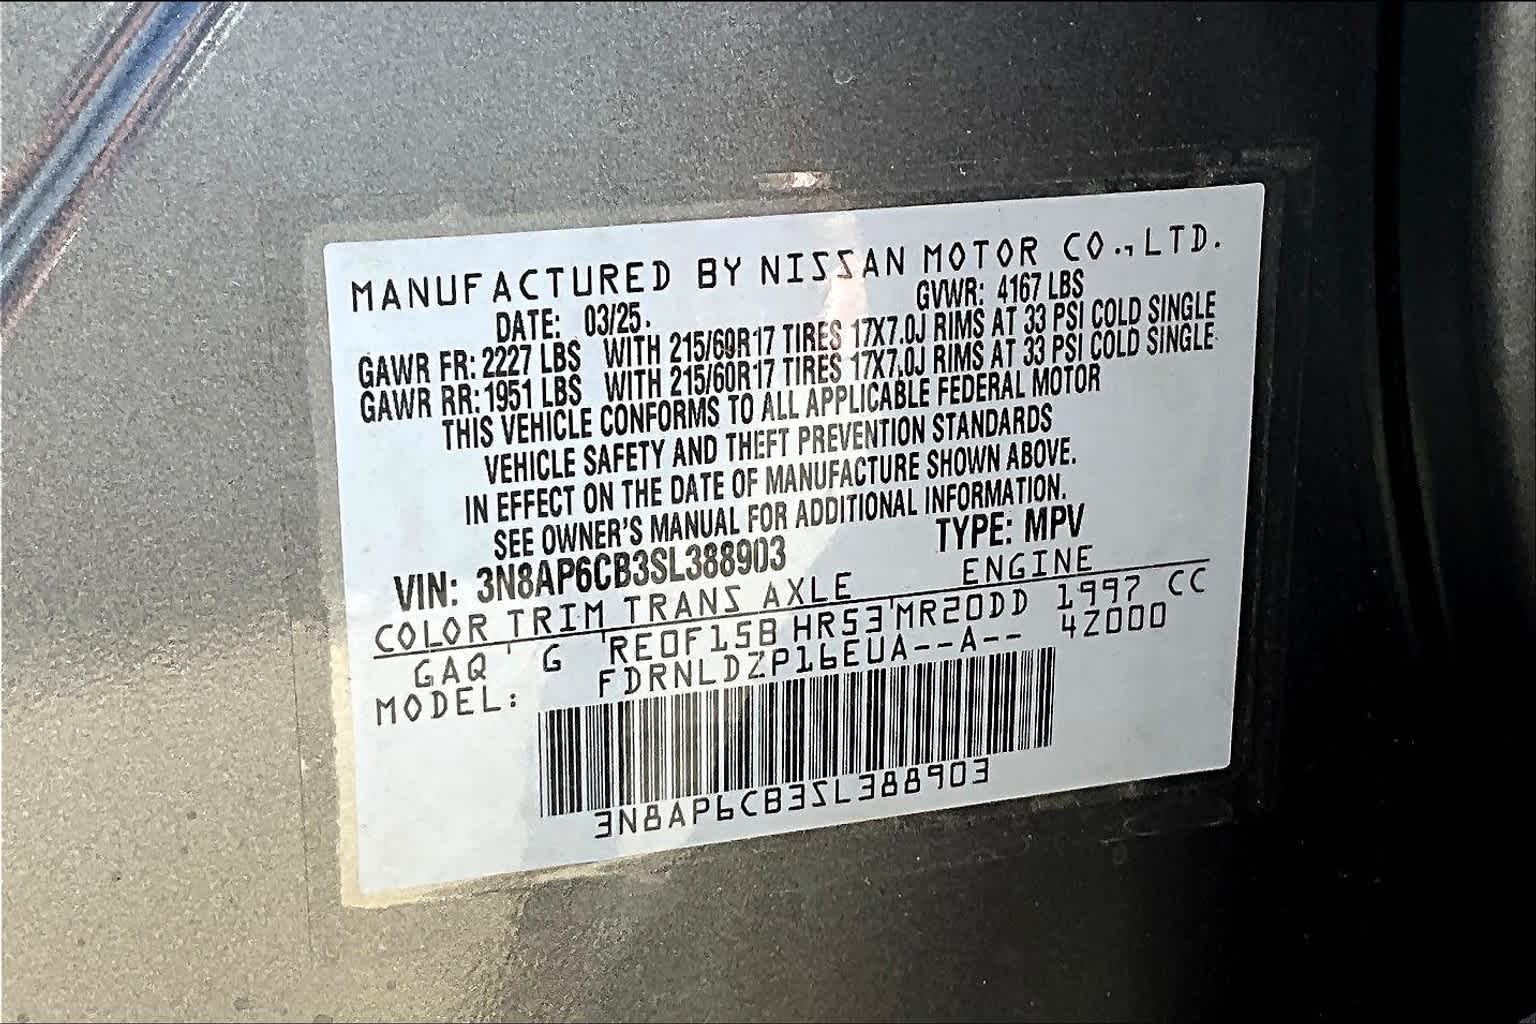 MANUFACTURED BY NISSAN MOTOR CO.,LTD.
DATE: 03/25. GVWR: 4167 LBS
GAWR FR: 2227 LBS WITH 215/60R17 TIRES 17X7.0J RIMS AT 33 PSI COLD SINGLE
GAWR RR: 1951 LBS WITH 215/60R17 TIRES 17X7.0J RIMS AT 33 PSI COLD SINGLE
THIS VEHICLE CONFORMS TO ALL APPLICABLE FEDERAL MOTOR
VEHICLE SAFETY AND THEFT PREVENTION STANDARDS
IN EFFECT ON THE DATE OF MANUFACTURE SHOWN ABOVE.
SEE OWNER'S MANUAL FOR ADDITIONAL INFORMATION.
VIN: 3N8AP6CB3SL388903 TYPE: MPV
COLOR TRIM TRANS AXLE ENGINE
GAQ G RE0F15B HR53 MR20DD 1997 CC
MODEL: FDRNLDZP16EUA--A-- 4Z000
3N8AP6CB3SL388903